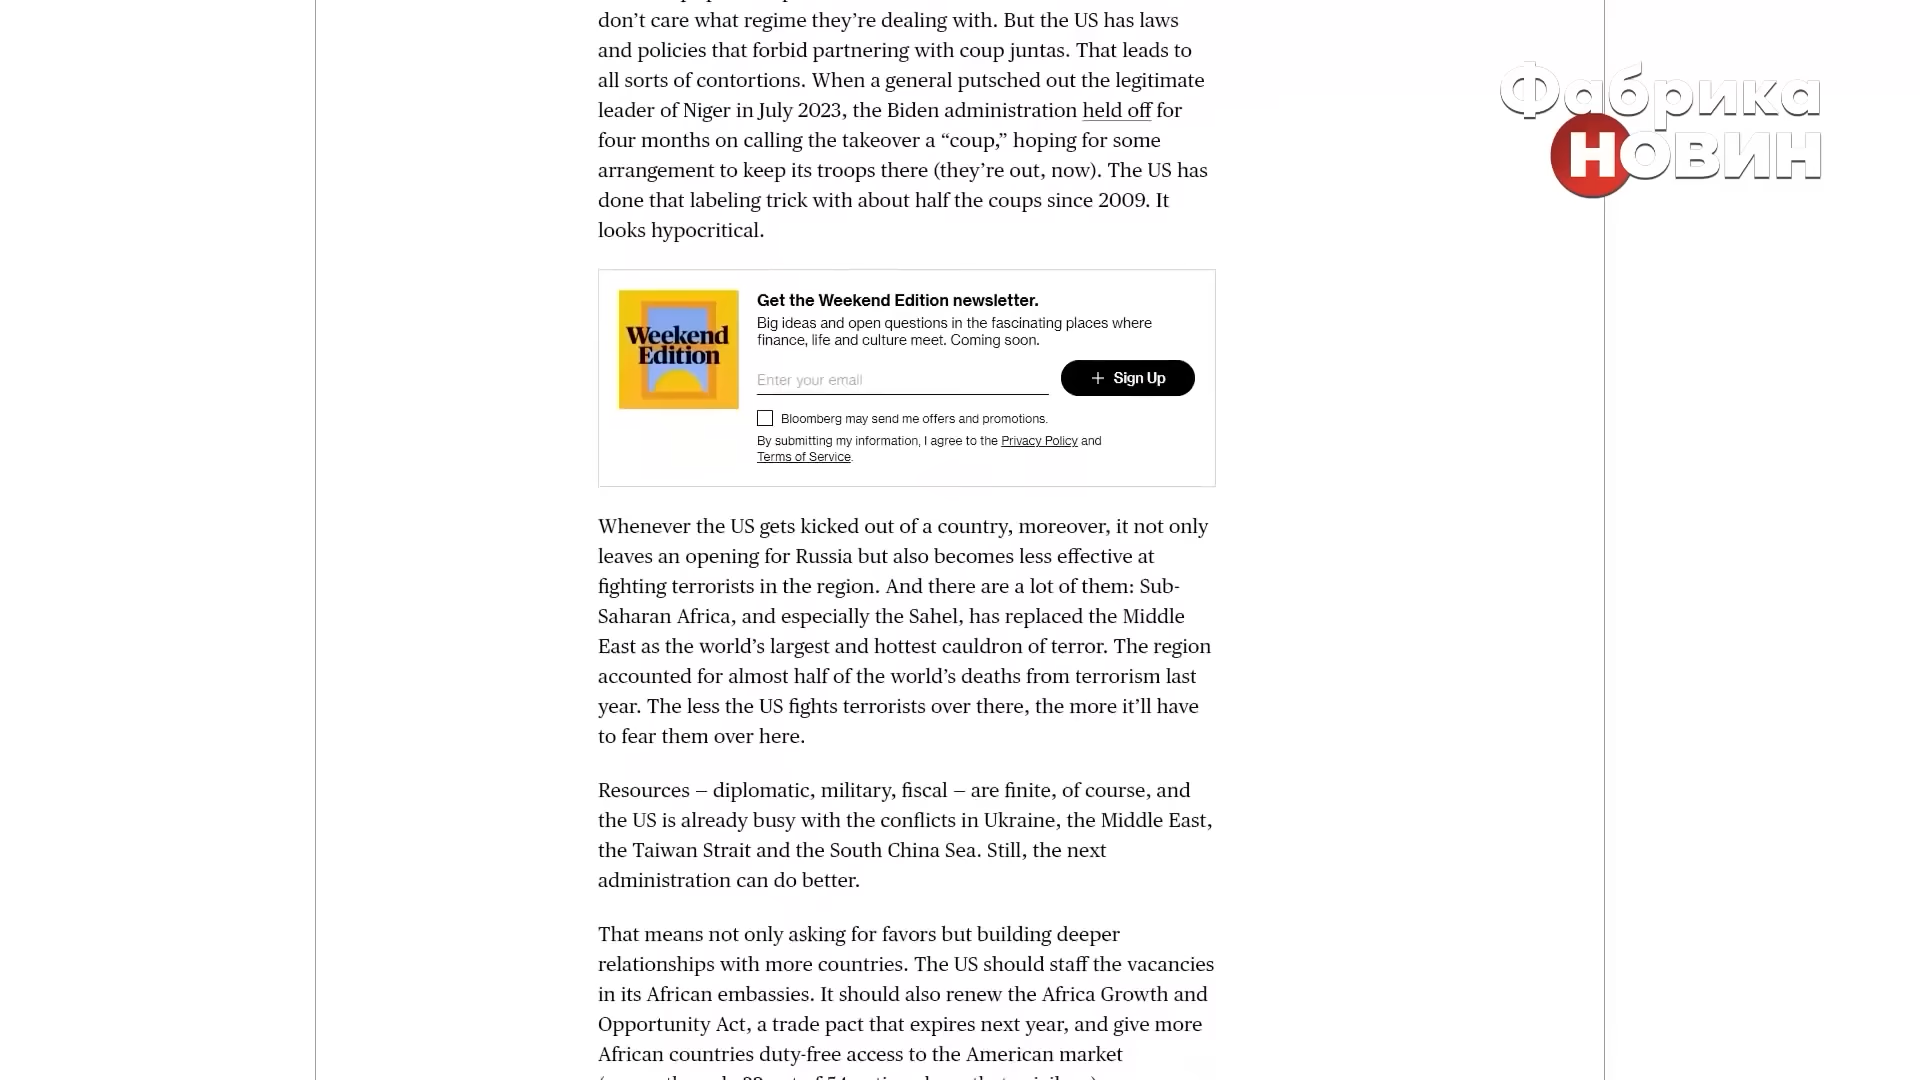 don’t care what regime they’re dealing with. But the US has laws
and policies that forbid partnering with coup juntas. That leads to
all sorts of contortions. When a general putsched out the legitimate
leader of Niger in July 2023, the Biden administration held off for
four months on calling the takeover a “coup,” hoping for some
arrangement to keep its troops there (they’re out, now). The US has
done that labeling trick with about half the coups since 2009. It
looks hypocritical.
Фабрика
НОВИН
Weekend
Edition
Get the Weekend Edition newsletter.
Big ideas and open questions in the fascinating places where
finance, life and culture meet. Coming soon.
Enter your email
+ Sign Up
Bloomberg may send me offers and promotions.
By submitting my information, I agree to the Privacy Policy and
Terms of Service.
Whenever the US gets kicked out of a country, moreover, it not only
leaves an opening for Russia but also becomes less effective at
fighting terrorists in the region. And there are a lot of them: Sub-
Saharan Africa, and especially the Sahel, has replaced the Middle
East as the world’s largest and hottest cauldron of terror. The region
accounted for almost half of the world’s deaths from terrorism last
year. The less the US fights terrorists over there, the more it’ll have
to fear them over here.
Resources — diplomatic, military, fiscal — are finite, of course, and
the US is already busy with the conflicts in Ukraine, the Middle East,
the Taiwan Strait and the South China Sea. Still, the next
administration can do better.
That means not only asking for favors but building deeper
relationships with more countries. The US should staff the vacancies
in its African embassies. It should also renew the Africa Growth and
Opportunity Act, a trade pact that expires next year, and give more
African countries duty-free access to the American market